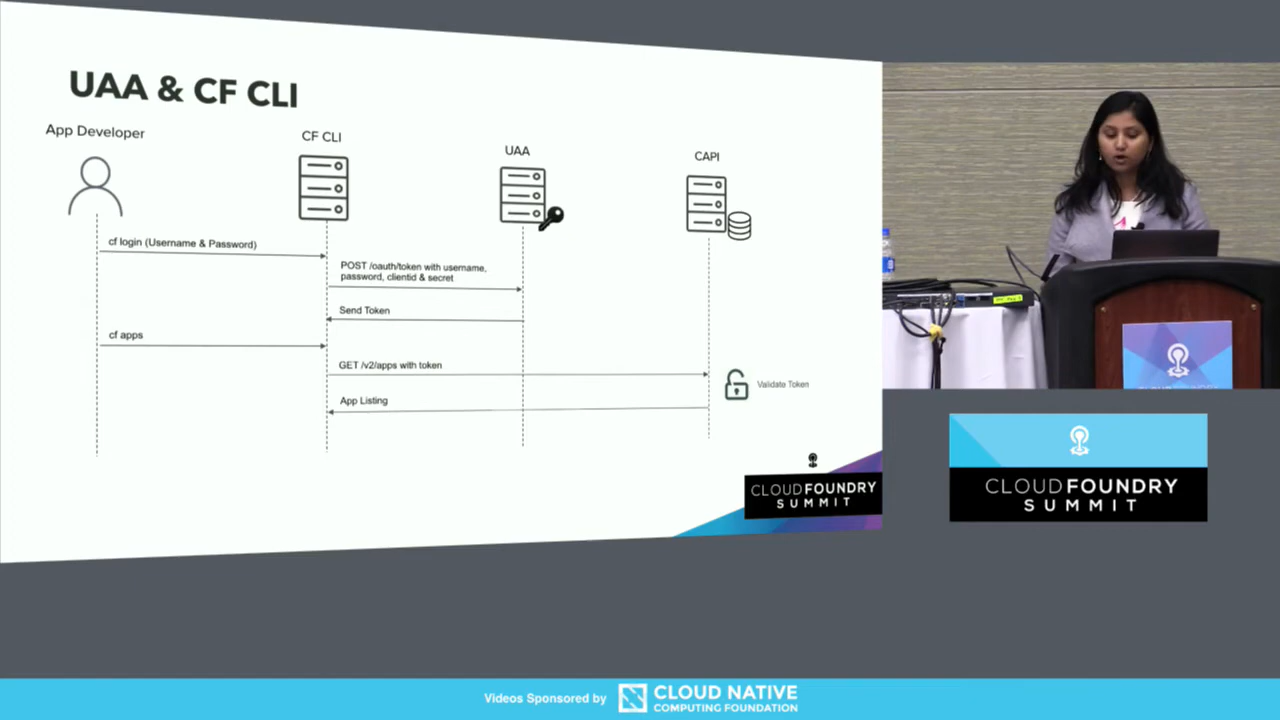 UAA & CF CLI
App Developer
CF CLI
UAA
CAPI
cf login (Username & Password)
POST /oauth/token with username,
password, clientid & secret
Send Token
cf apps
GET /v2/apps with token
Validate Token
App Listing
CLOUDFOUNDRY
SUMMIT
CLOUDFOUNDRY
CLOUDFOUNDRY
SUMMIT
Videos Sponsored by
CLOUD NATIVE
COMPUTING FOUNDATION